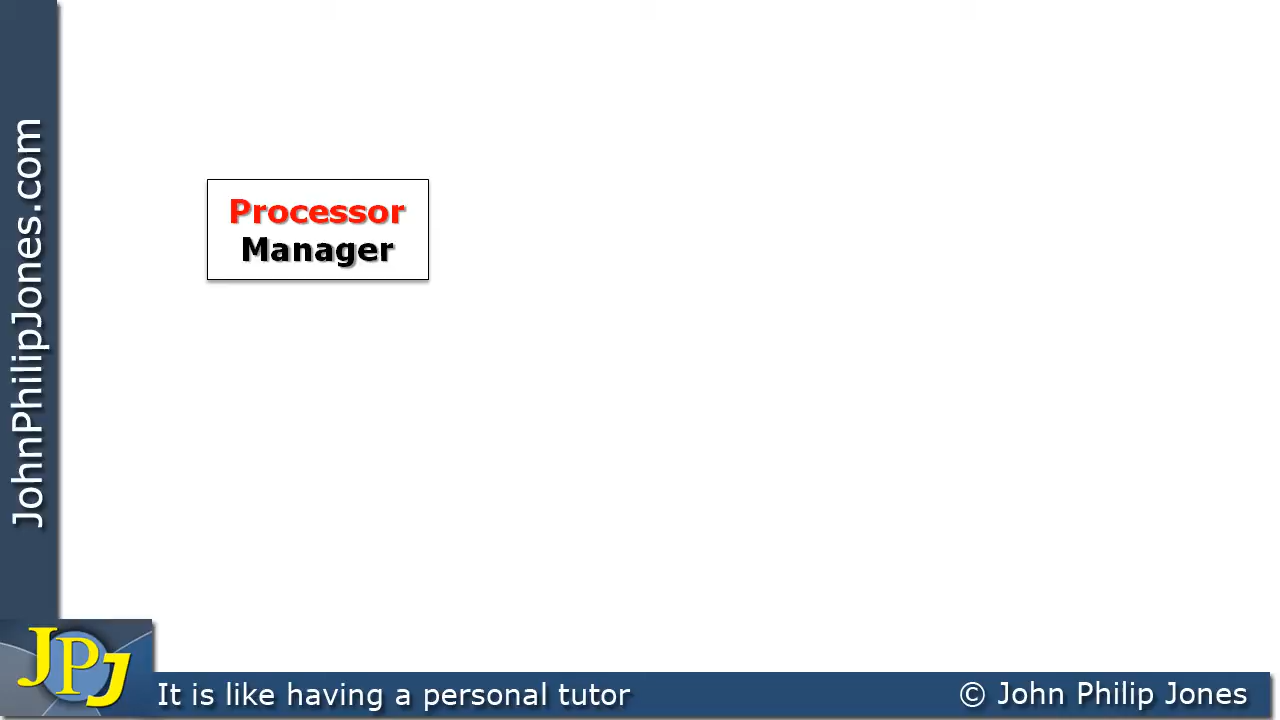 JohnPhilipJones.com
Processor
Manager
JPJ
It is like having a personal tutor
© John Philip Jones